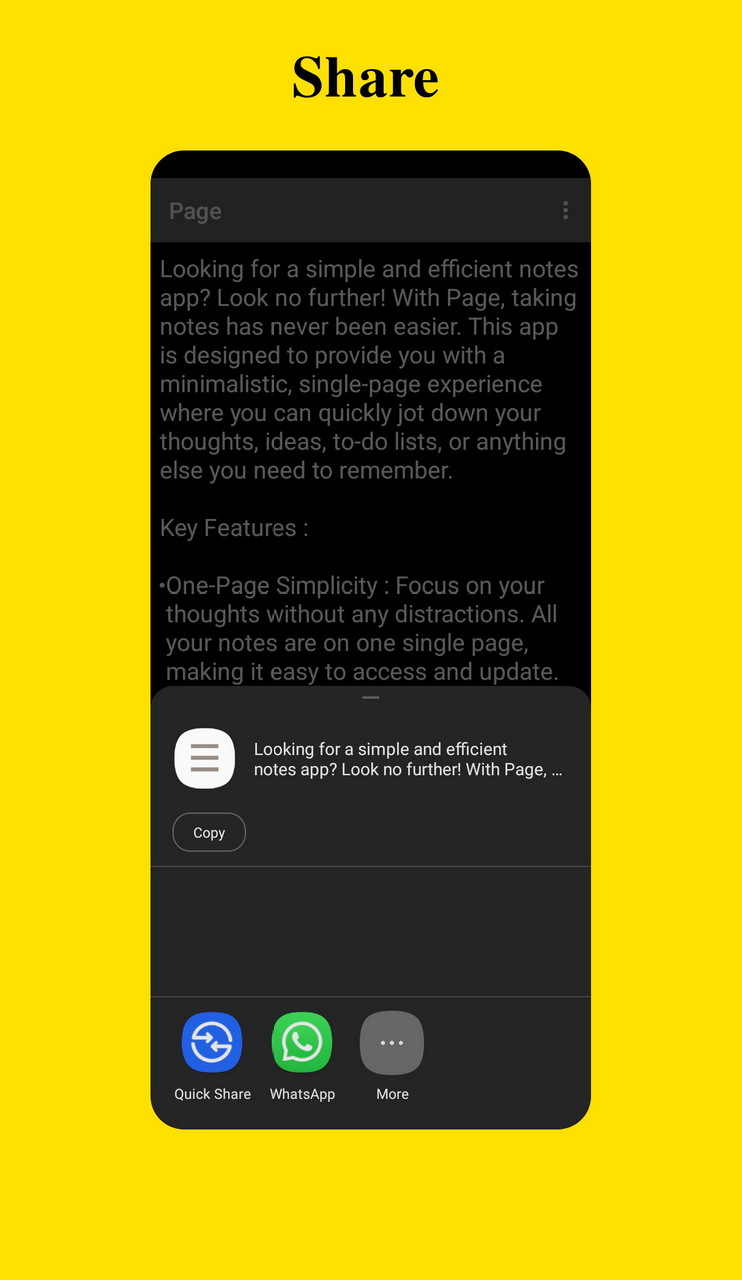 Share
Page
Looking for a simple and efficient notes
app? Look no further! With Page, taking
notes has never been easier. This app
is designed to provide you with a
minimalistic, single-page experience
where you can quickly jot down your
thoughts, ideas, to-do lists, or anything
else you need to remember.
Key Features :
•One-Page Simplicity : Focus on your
thoughts without any distractions. All
your notes are on one single page,
making it easy to access and update.
Looking for a simple and efficient
notes app? Look no further! With Page, ...
Copy
Quick Share WhatsApp More